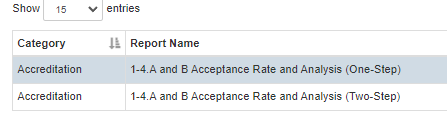 Show 15 entries
Category Report Name
Accreditation 1-4.A and B Acceptance Rate and Analysis (One-Step)
Accreditation 1-4.A and B Acceptance Rate and Analysis (Two-Step)